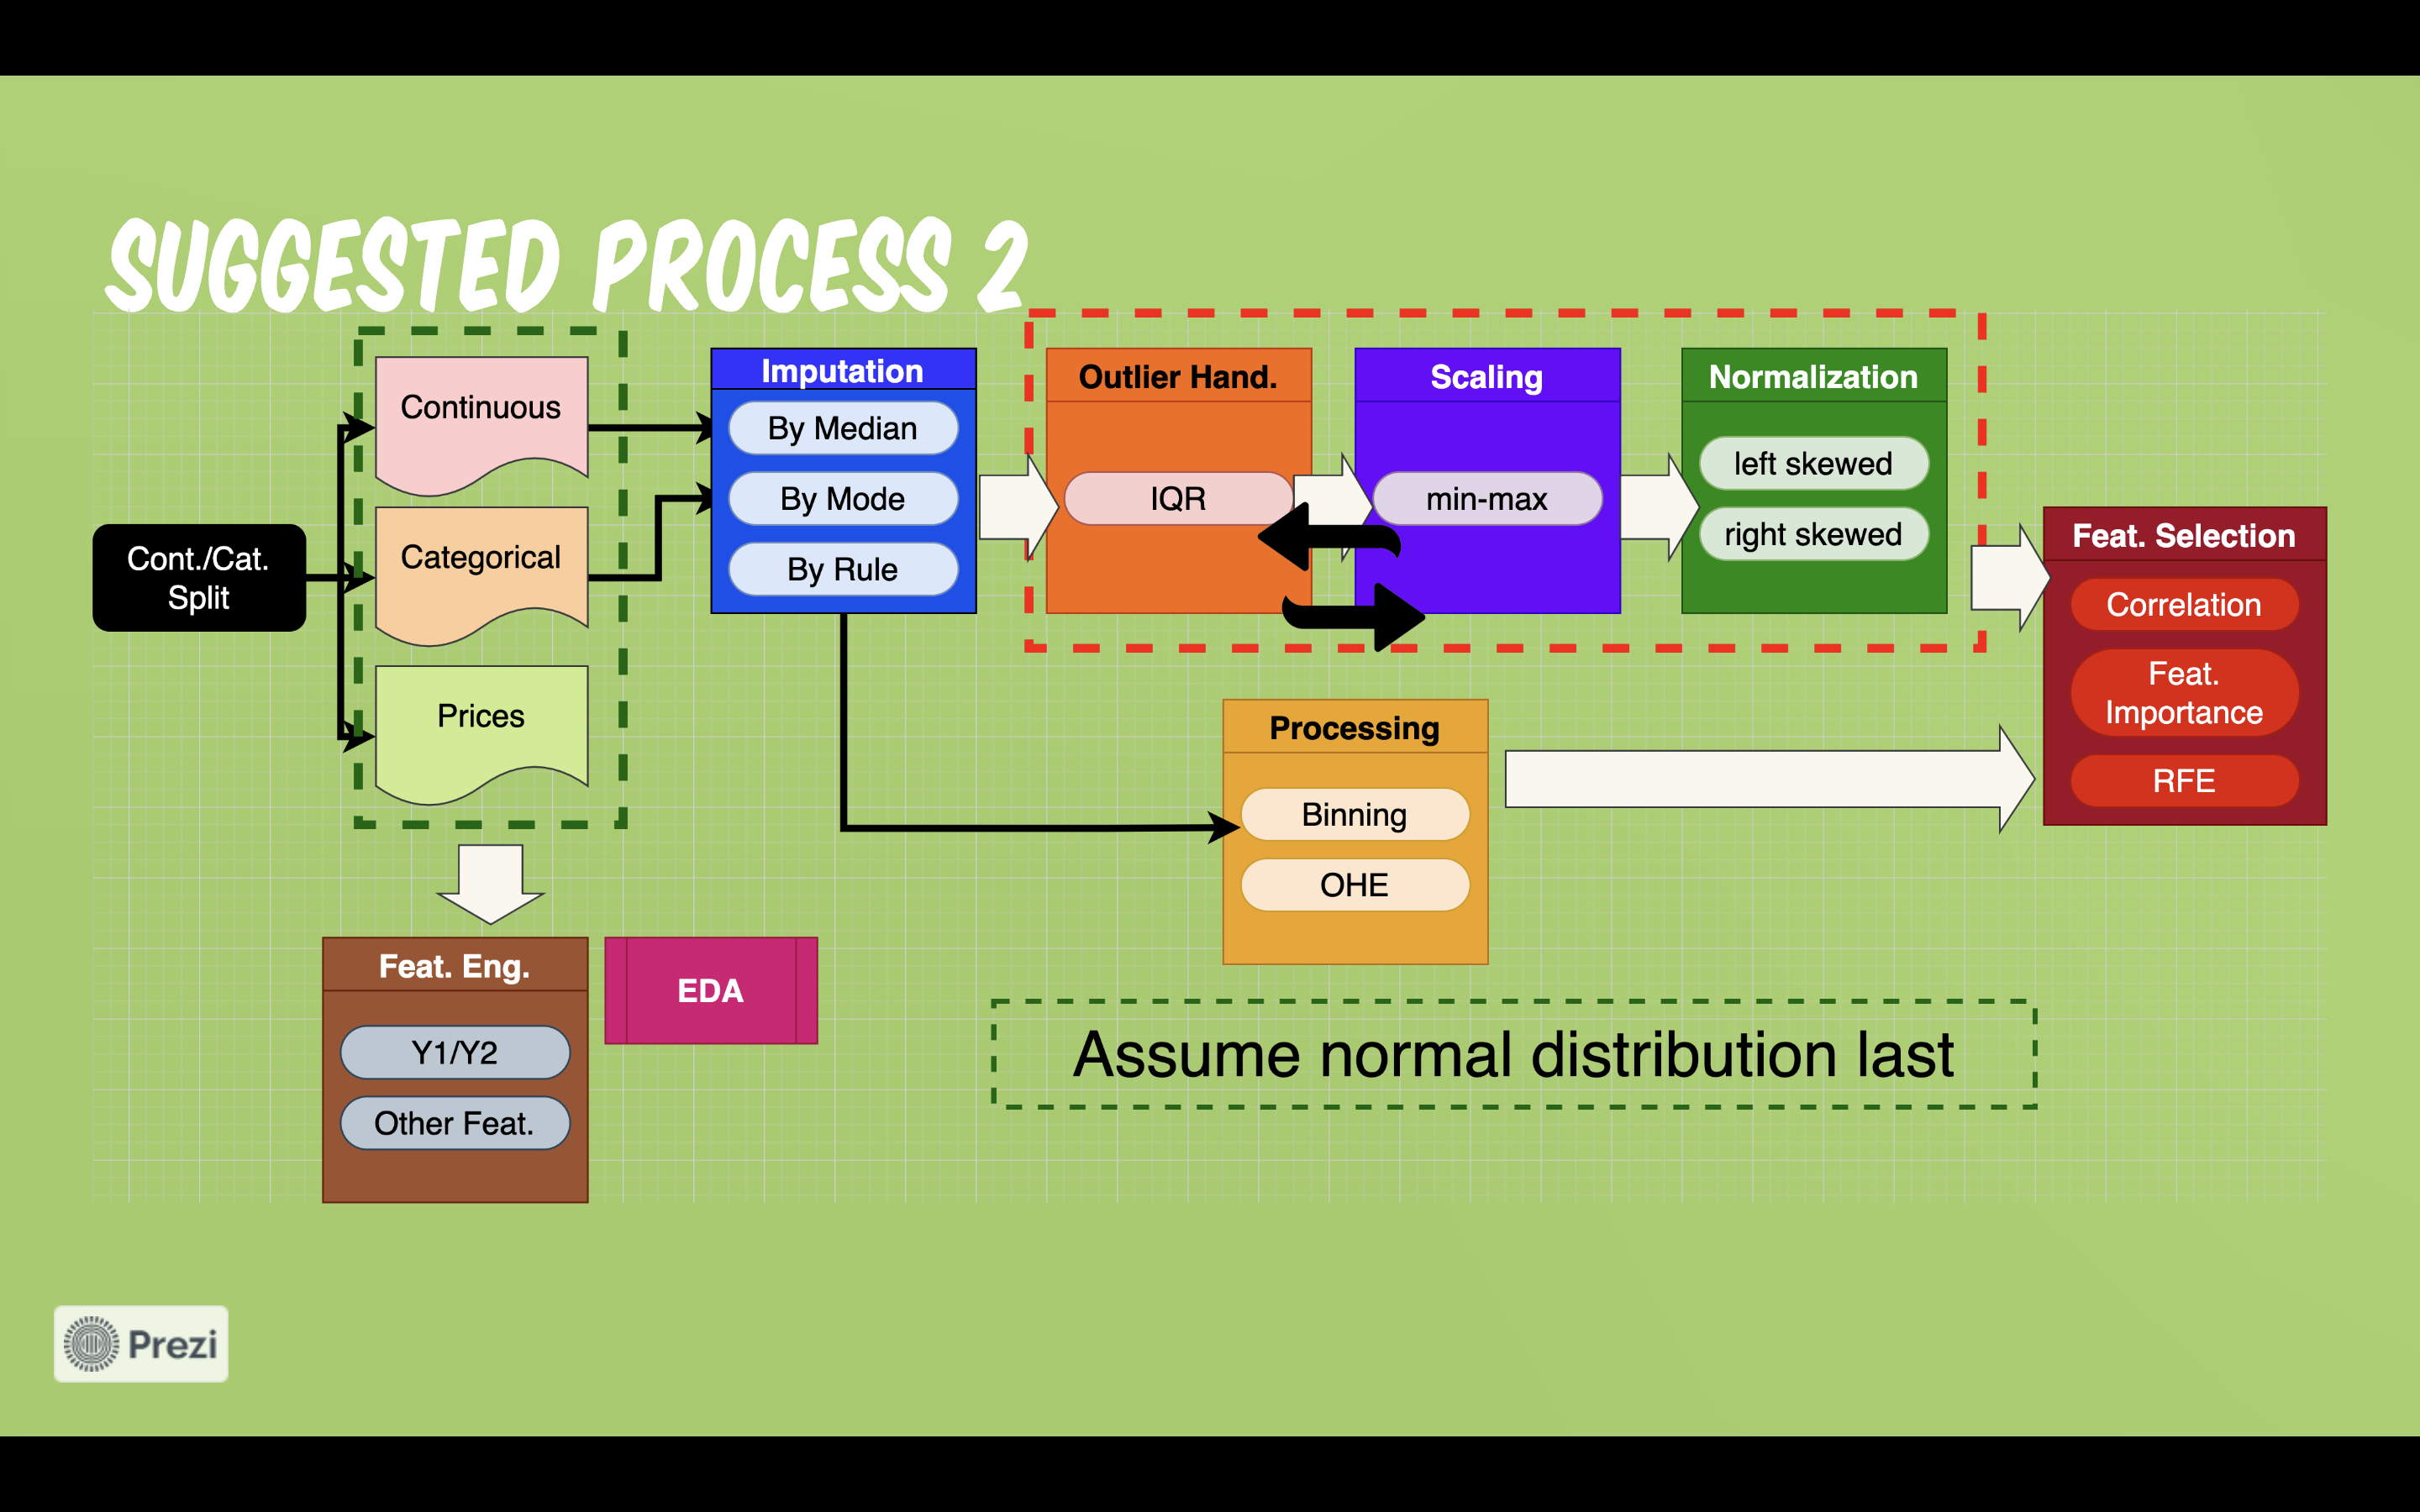 SUGGESTED PROCESS 2
Cont./Cat.
Split
Continuous
Categorical
Prices
Imputation
By Median
By Mode
By Rule
Outlier Hand.
IQR
Scaling
min-max
Normalization
left skewed
right skewed
Feat. Selection
Correlation
Feat.
Importance
RFE
Processing
Binning
OHE
Feat. Eng.
Y1/Y2
Other Feat.
EDA
Assume normal distribution last
Prezi